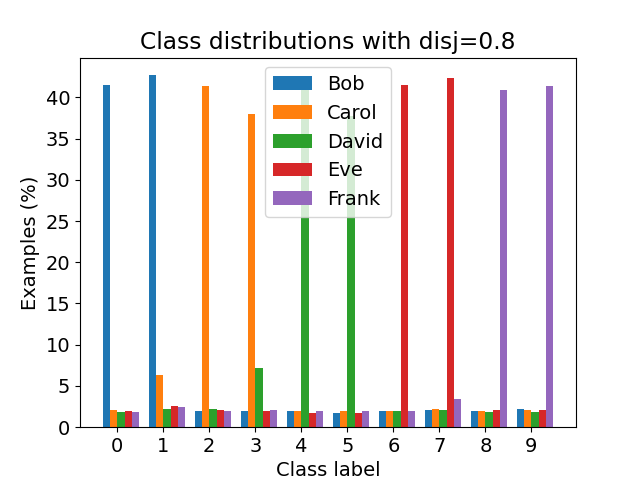 Class distributions with disj=0.8
Bob
Carol
David
Eve
Frank
Examples (%)
40
35
30
25
20
15
10
5
0
0 1 2 3 4 5 6 7 8 9
Class label